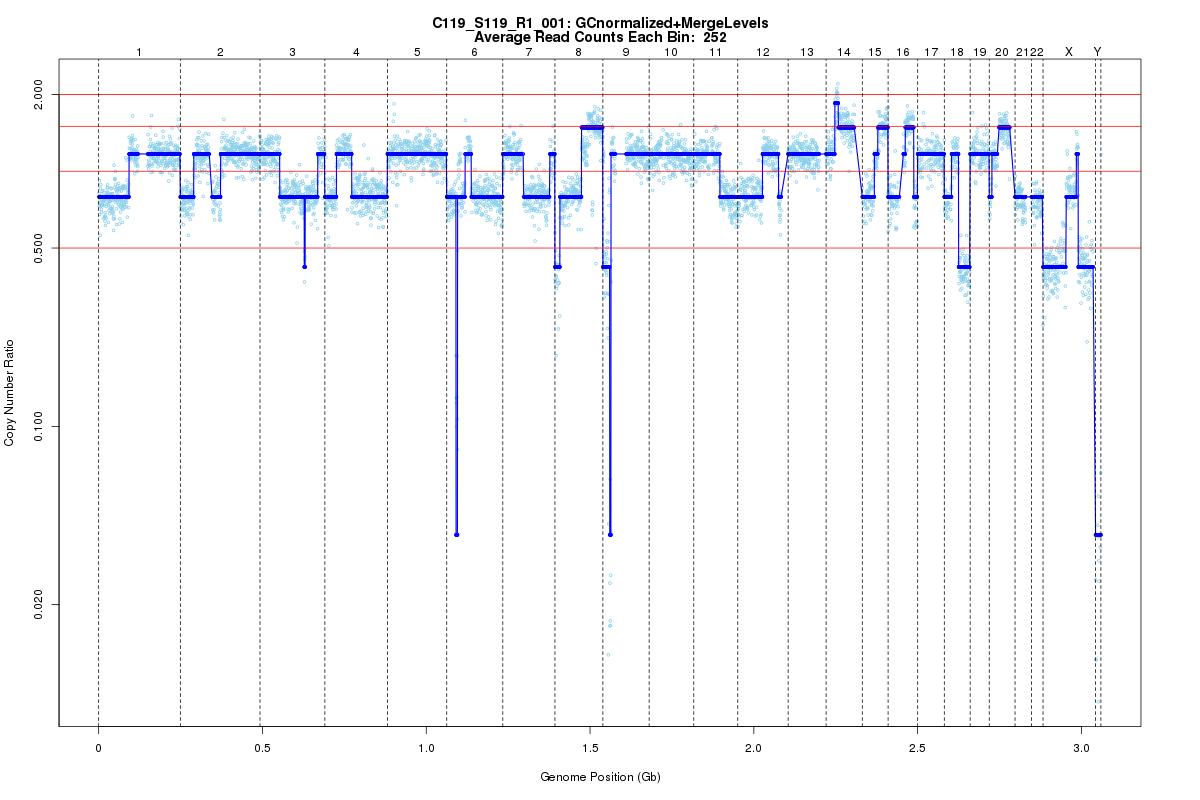 C119_S119_R1_001: GCnormalized+MergeLevels
Average Read Counts Each Bin: 252
1 2 3 4 5 6 7 8 9 10 11 12 13 14 15 16 17 18 19 20 21 22 X Y
2.000
0.500
0.100
0.020
Copy Number Ratio
0 0.5 1.0 1.5 2.0 2.5 3.0
Genome Position (Gb)